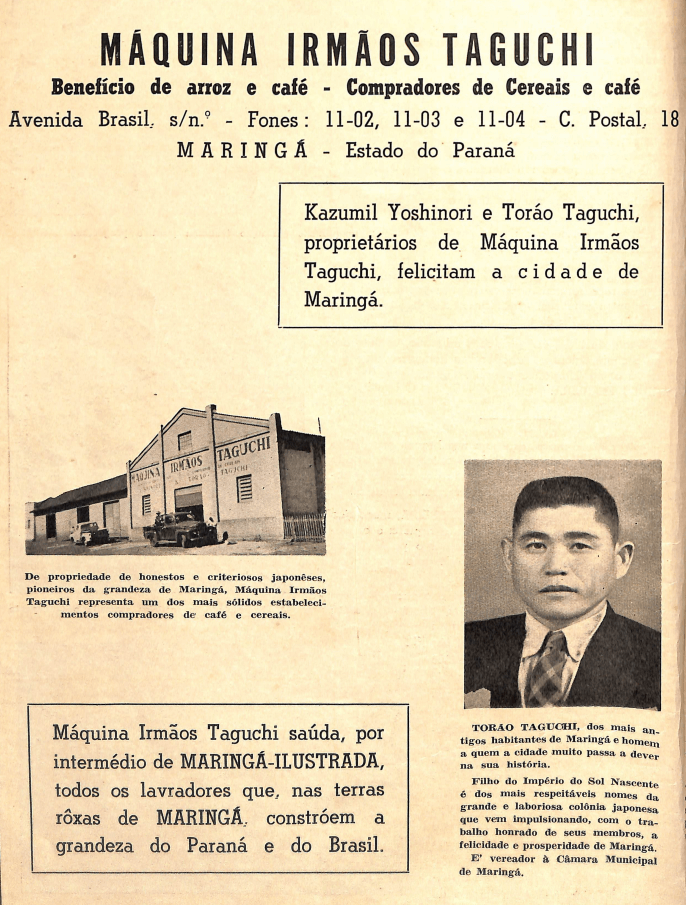 MÁQUINA IRMÃOS TAGUCHI
Benefício de arroz e café - Compradores de Cereais e café
Avenida Brasil, s/n.º - Fones: 11-02, 11-03 e 11-04 - C. Postal, 18
MARINGÁ - Estado do Paraná
Kazumil Yoshinori e Toráo Taguchi,
proprietários de Máquina Irmãos
Taguchi, felicitam a cidade de
Maringá.
MAQUINA IRMÃOS TAGUCHI
De propriedade de honestos e criteriosos japonêses,
pioneiros da grandeza de Maringá, Máquina Irmãos
Taguchi representa um dos mais sólidos estabeleci-
mentos compradores de café e cereais.
TORÁO TAGUCHI, dos mais an-
tigos habitantes de Maringá e homem
a quem a cidade muito passa a dever
na sua história.
Filho do Império do Sol Nascente
é dos mais respeitáveis nomes da
grande e laboriosa colônia japonesa
que vem impulsionando, com o tra-
balho honrado de seus membros, a
felicidade e prosperidade de Maringá.
E' vereador à Câmara Municipal
de Maringá.
Máquina Irmãos Taguchi saúda, por
intermédio de MARINGÁ-ILUSTRADA,
todos os lavradores que, nas terras
rôxas de MARINGÁ, constróem a
grandeza do Paraná e do Brasil.